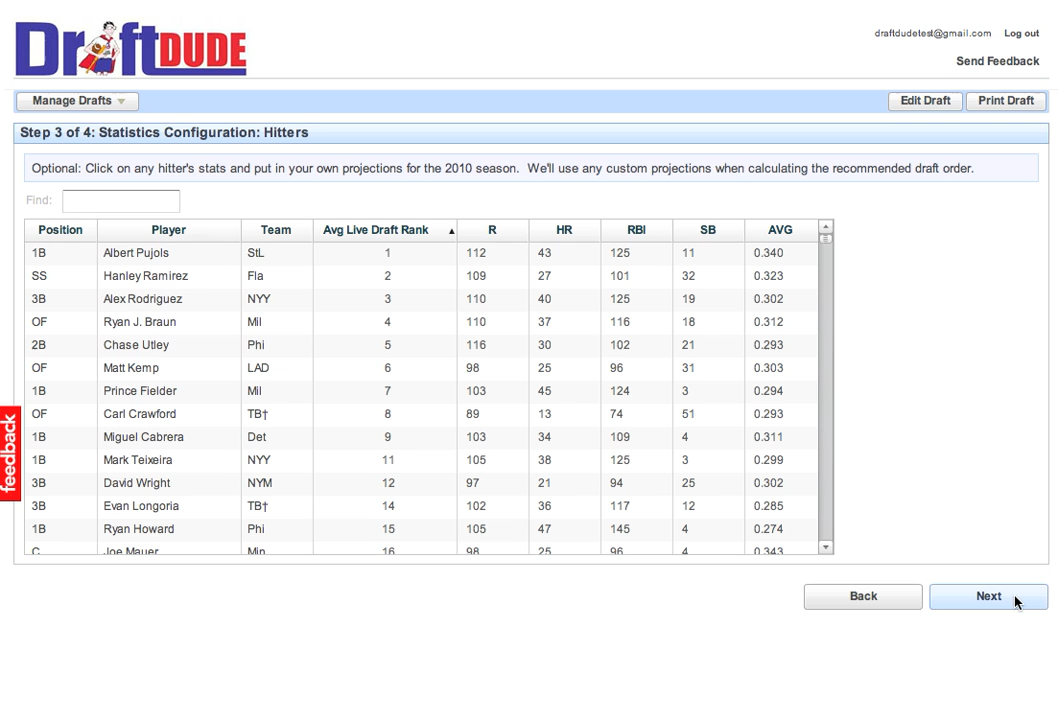 DraftDUDE
draftdudetest@gmail.com Log out
Send Feedback
Manage Drafts Edit Draft Print Draft
Step 3 of 4: Statistics Configuration: Hitters
Optional: Click on any hitter's stats and put in your own projections for the 2010 season. We'll use any custom projections when calculating the recommended draft order.
Find:
Position Player Team Avg Live Draft Rank ▲ R HR RBI SB AVG
1B Albert Pujols StL 1 112 43 125 11 0.340
SS Hanley Ramirez Fla 2 109 27 101 32 0.323
3B Alex Rodriguez NYY 3 110 40 125 19 0.302
OF Ryan J. Braun Mil 4 110 37 116 18 0.312
2B Chase Utley Phi 5 116 30 102 21 0.293
OF Matt Kemp LAD 6 98 25 96 31 0.303
1B Prince Fielder Mil 7 103 45 124 3 0.294
OF Carl Crawford TB† 8 89 13 74 51 0.293
1B Miguel Cabrera Det 9 103 34 109 4 0.311
1B Mark Teixeira NYY 11 105 38 125 3 0.299
3B David Wright NYM 12 97 21 94 25 0.302
3B Evan Longoria TB† 14 102 36 117 12 0.285
1B Ryan Howard Phi 15 105 47 145 4 0.274
C Joe Mauer Min 16 98 25 96 4 0.343
feedback
Back Next